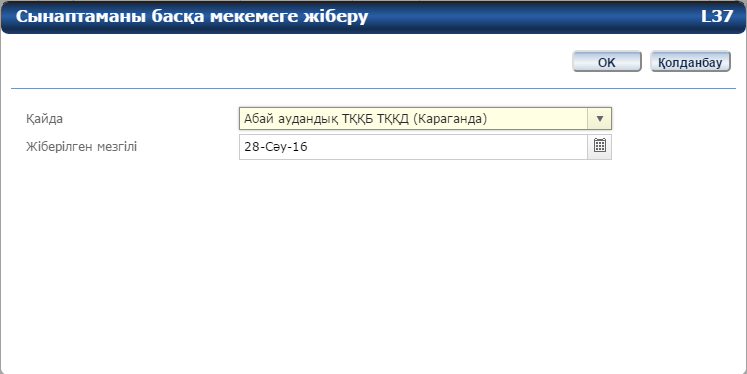 Сынаптаманы басқа мекемеге жіберу L37
OK Қолданбау
Қайда Абай аудандық ТҚҚБ ТҚҚД (Караганда)
Жіберілген мезгілі 28-Сәу-16